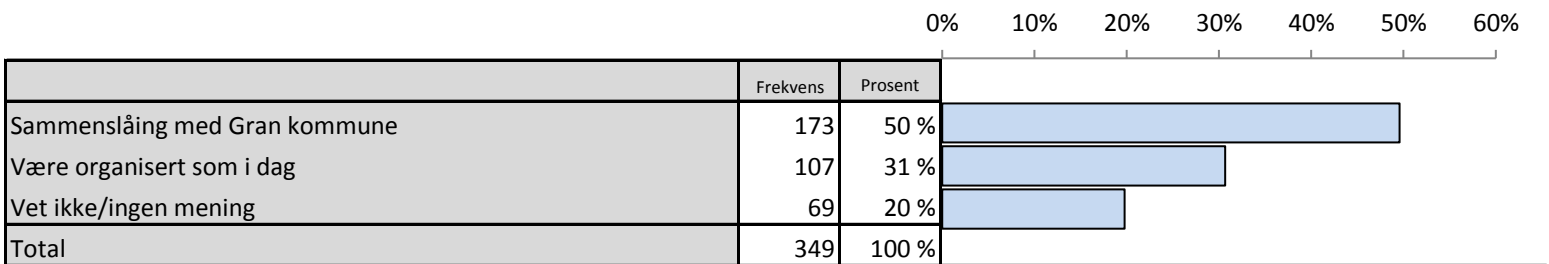 0% 10% 20% 30% 40% 50% 60%
Frekvens Prosent
Sammenslåing med Gran kommune 173 50 %
Være organisert som i dag 107 31 %
Vet ikke/ingen mening 69 20 %
Total 349 100 %